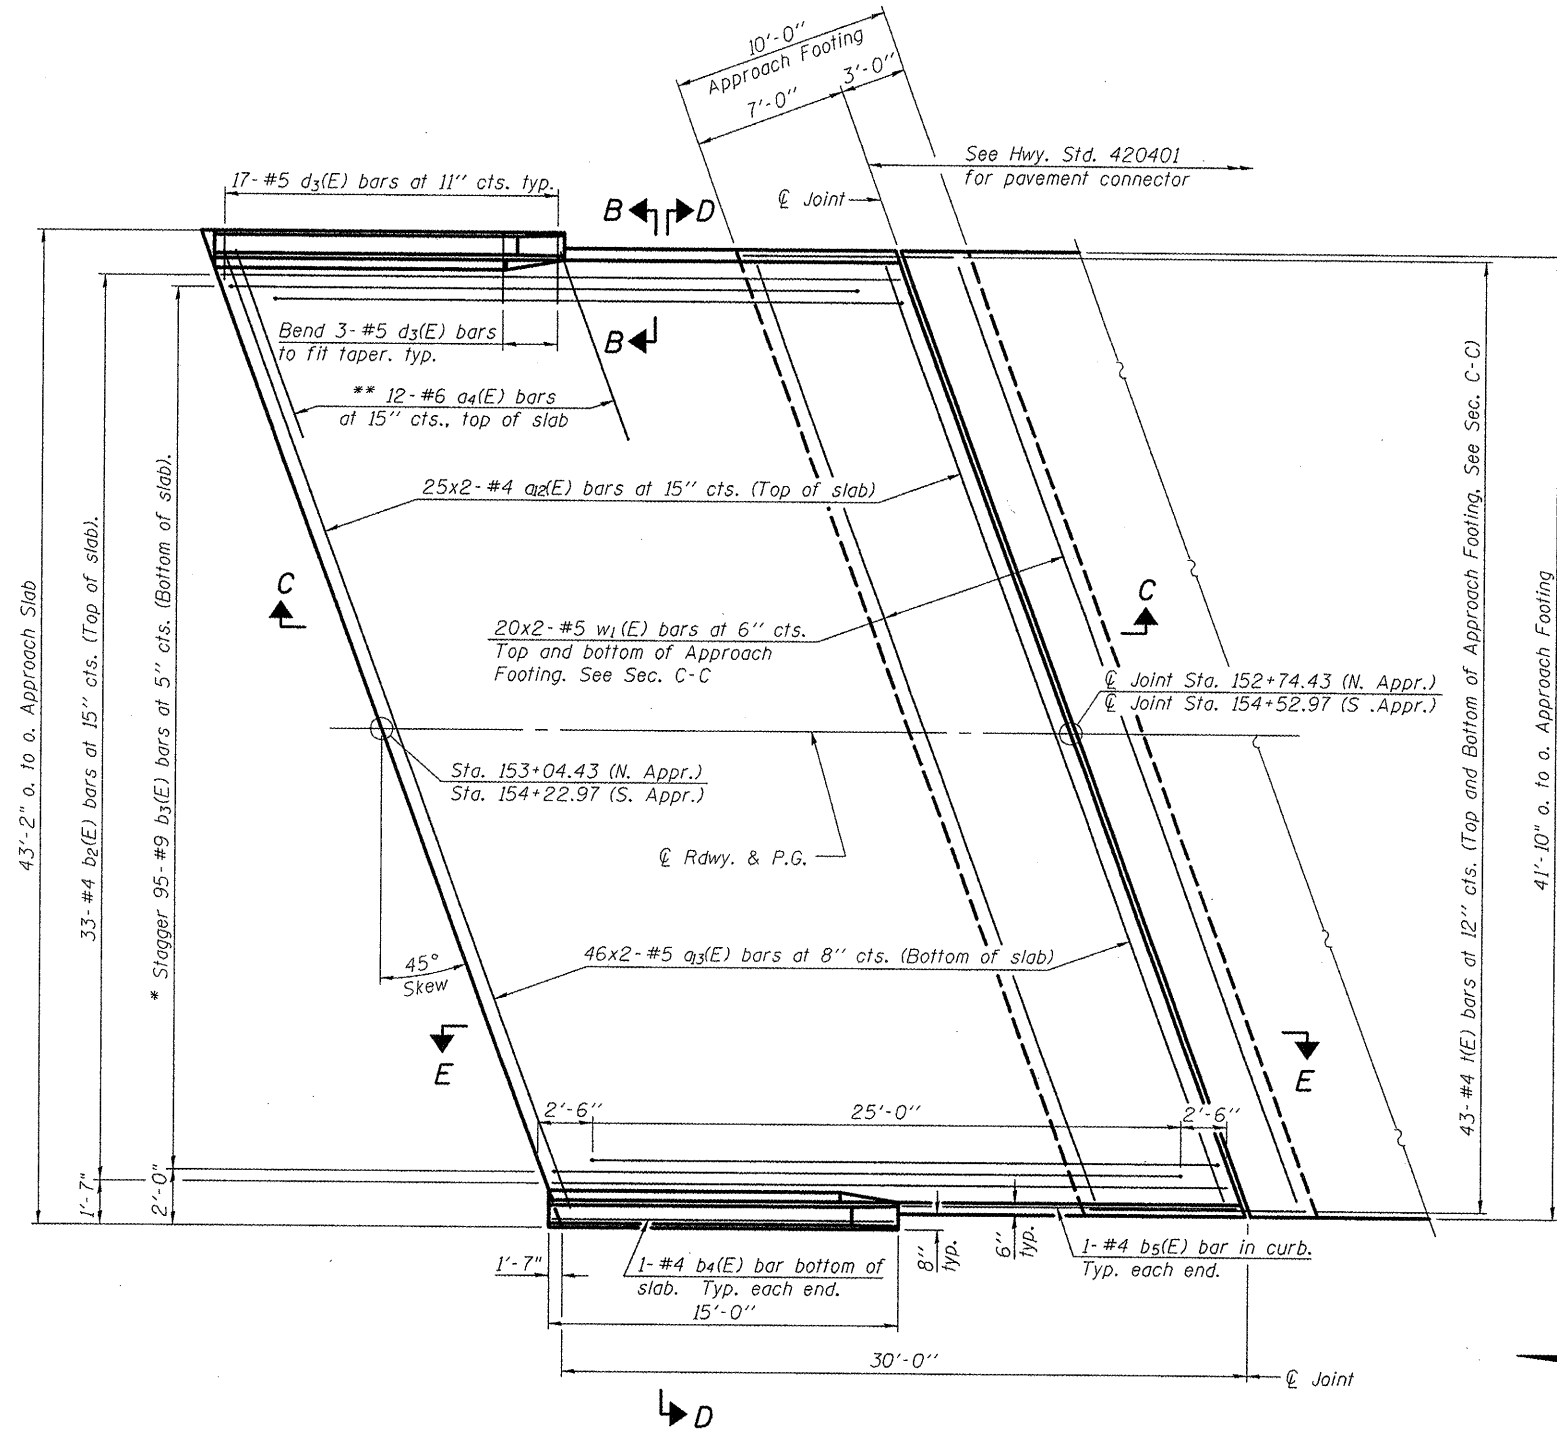 10'-0"
Approach Footing
7'-0"
3'-0"
See Hwy. Std. 420401
for pavement connector
℄ Joint
17- #5 d3(E) bars at 11" cts. typ.
B
D
Bend 3- #5 d3(E) bars
to fit taper. typ.
B
** 12- #6 a4(E) bars
at 15" cts., top of slab
25x2- #4 a12(E) bars at 15" cts. (Top of slab)
43'-2" o. to o. Approach Slab
33- #4 b2(E) bars at 15" cts. (Top of slab).
* Stagger 95- #9 b3(E) bars at 5" cts. (Bottom of slab).
43- #4 t(E) bars at 12" cts. (Top and Bottom of Approach Footing, See Sec. C-C)
41'-10" o. to o. Approach Footing
C
C
20x2- #5 w1(E) bars at 6" cts.
Top and bottom of Approach
Footing. See Sec. C-C
℄ Joint Sta. 152+74.43 (N. Appr.)
℄ Joint Sta. 154+52.97 (S .Appr.)
Sta. 153+04.43 (N. Appr.)
Sta. 154+22.97 (S. Appr.)
℄ Rdwy. & P.G.
46x2- #5 a13(E) bars at 8" cts. (Bottom of slab)
45°
Skew
E
E
2'-6"
25'-0"
2'-6"
1'-7"
2'-0"
1'-7"
1- #4 b4(E) bar bottom of
slab. Typ. each end.
8"
typ.
6"
typ.
1- #4 b5(E) bar in curb.
Typ. each end.
15'-0"
30'-0"
℄ Joint
D